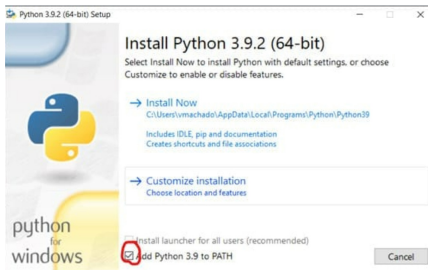 Python 3.9.2 (64-bit) Setup
Install Python 3.9.2 (64-bit)
Select Install Now to install Python with default settings, or choose
Customize to enable or disable features.
Install Now
C:\Users\vmachado\AppData\Local\Programs\Python\Python39
Includes IDLE, pip and documentation
Creates shortcuts and file associations
Customize installation
Choose location and features
python
for
windows
Install launcher for all users (recommended)
Add Python 3.9 to PATH
Cancel